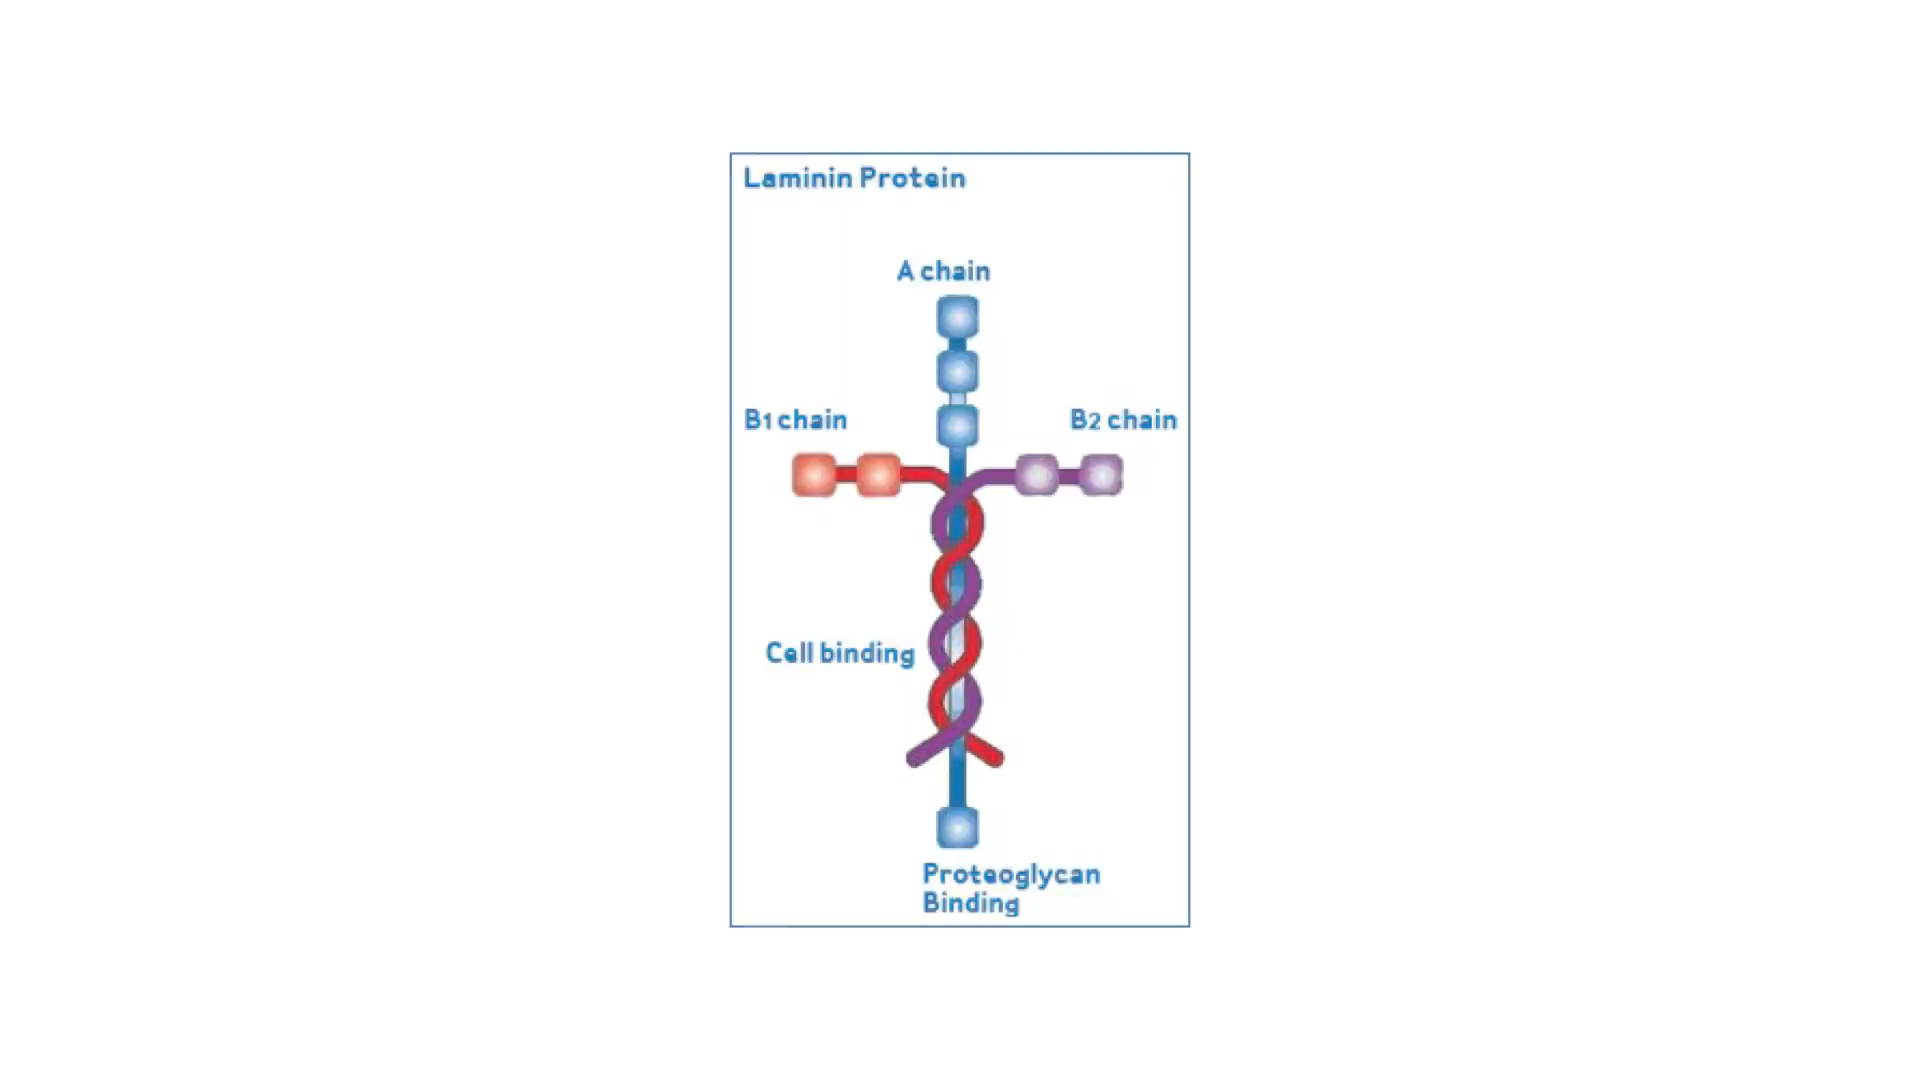 Laminin Protein
A chain
B1 chain
B2 chain
Cell binding
Proteoglycan
Binding